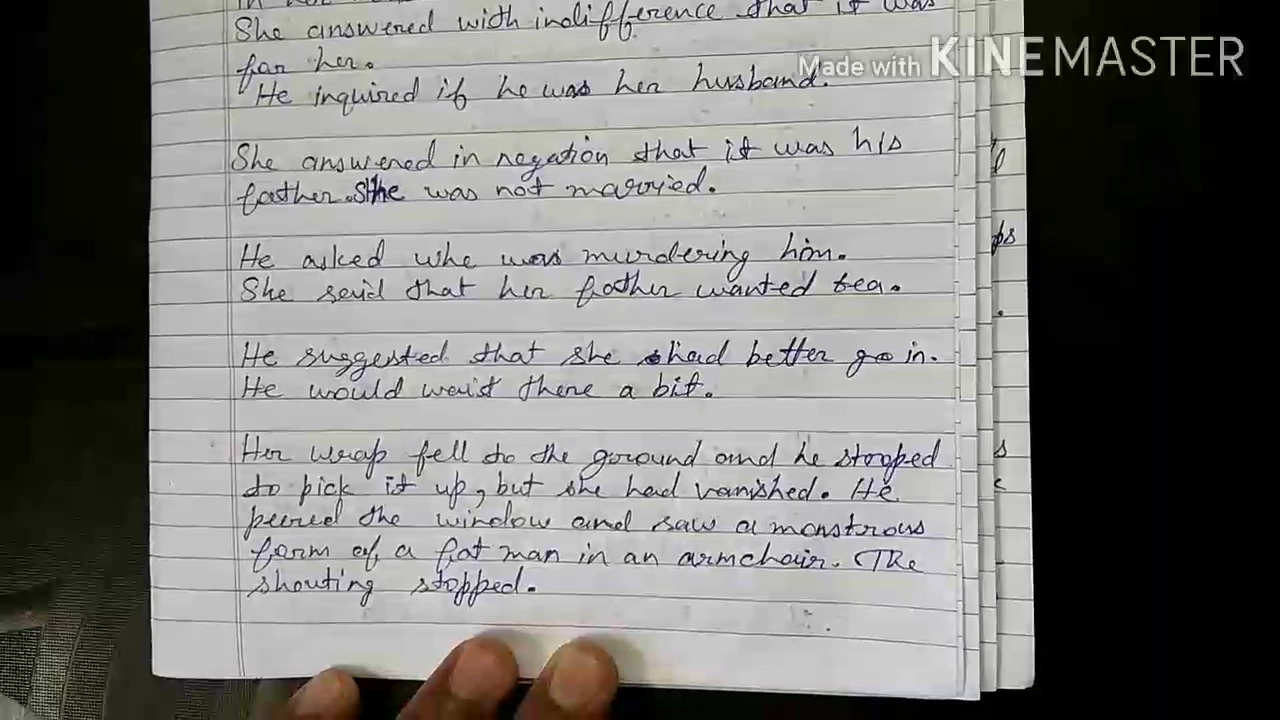 She answered with indifference that it was
Made with KINEMASTER
for her.
He inquired if he was her husband.
She answered in negation that it was his
father. She was not married.
He asked who was murdering him.
She said that her father wanted tea.
He suggested that she had better go in.
He would waist there a bit.
Her wrap fell to the ground and he stooped
to pick it up, but she had vanished. He
peired the window and saw a monstrous
form of a fat man in an armchair. The
shouting stopped.